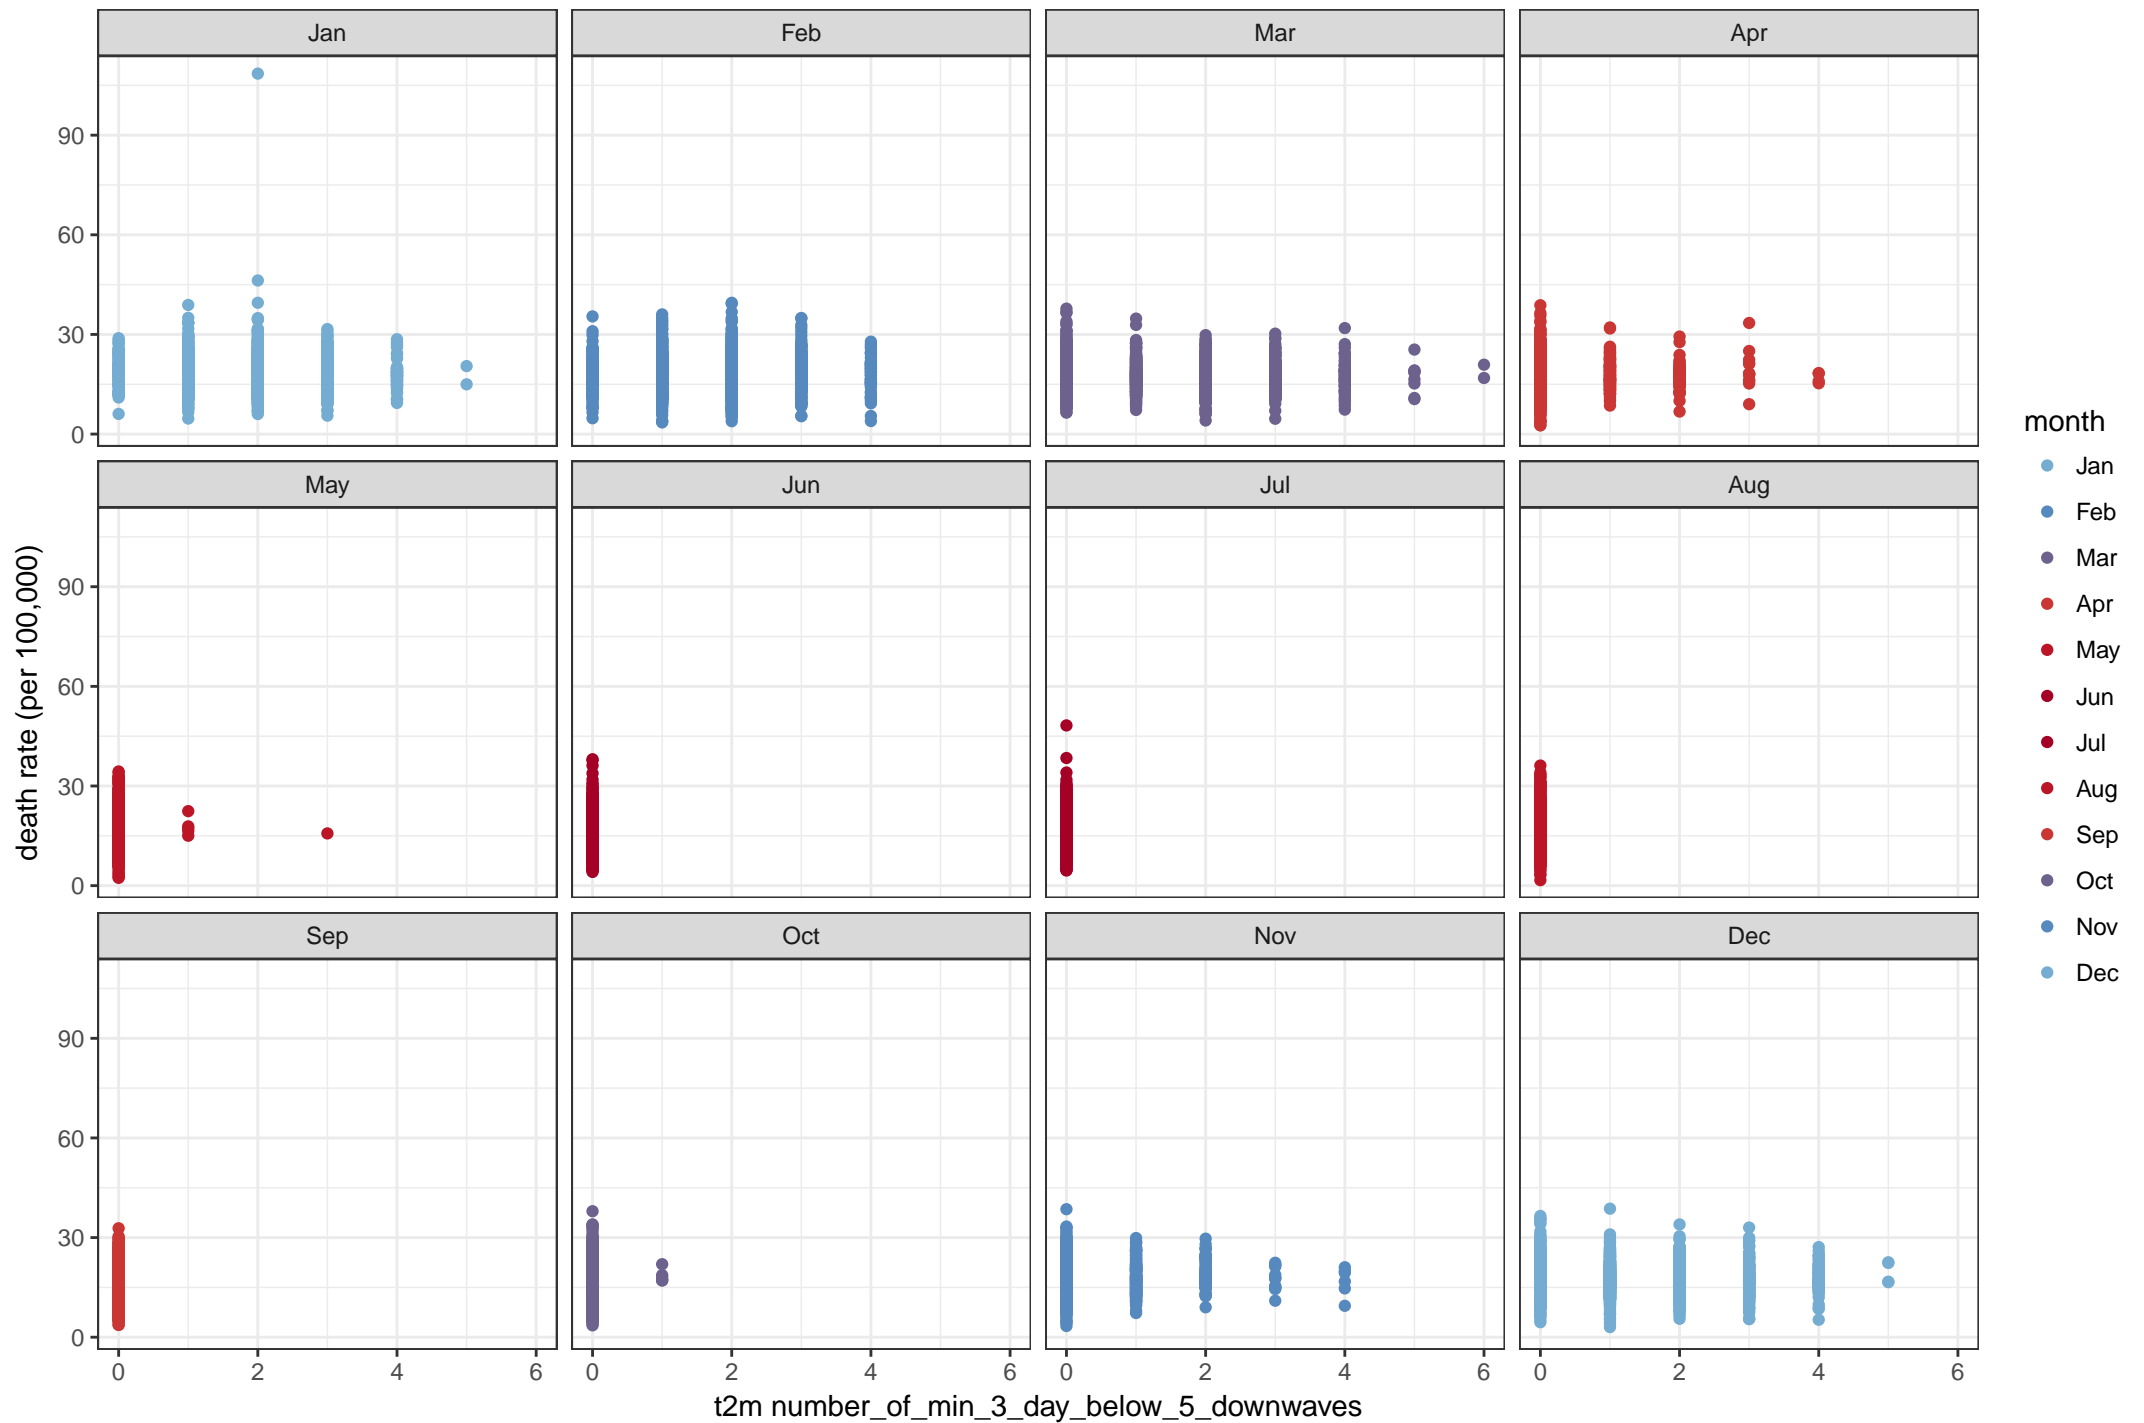 Jan Feb Mar Apr
90
60
30
0
May Jun Jul Aug
90
60
30
0
Sep Oct Nov Dec
90
60
30
0
0 2 4 6 0 2 4 6 0 2 4 6 0 2 4 6
t2m number_of_min_3_day_below_5_downwaves
death rate (per 100,000)
month
Jan
Feb
Mar
Apr
May
Jun
Jul
Aug
Sep
Oct
Nov
Dec